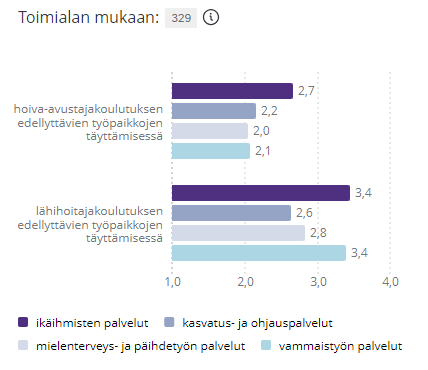 Toimialan mukaan: 329
2,7
hoiva-avustajakoulutuksen
edellyttävien työpaikkojen
täyttämisessä
2,2
2,0
2,1
3,4
lähihoitajakoulutuksen
edellyttävien työpaikkojen
täyttämisessä
2,6
2,8
3,4
1,0 2,0 3,0 4,0
ikäihmisten palvelut kasvatus- ja ohjauspalvelut
mielenterveys- ja päihdetyön palvelut vammaistyön palvelut